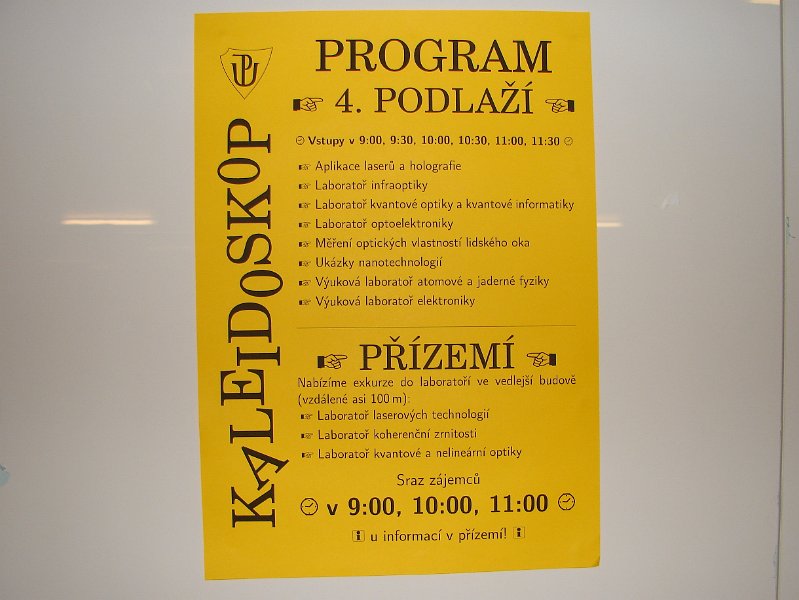 UP
KALEIDOSKOP
PROGRAM
4. PODLAŽÍ
Vstupy v 9:00, 9:30, 10:00, 10:30, 11:00, 11:30
Aplikace laserů a holografie
Laboratoř infraoptiky
Laboratoř kvantové optiky a kvantové informatiky
Laboratoř optoelektroniky
Měření optických vlastností lidského oka
Ukázky nanotechnologií
Výuková laboratoř atomové a jaderné fyziky
Výuková laboratoř elektroniky
PŘÍZEMÍ
Nabízíme exkurze do laboratoří ve vedlejší budově
(vzdálené asi 100 m):
Laboratoř laserových technologií
Laboratoř koherenční zrnitosti
Laboratoř kvantové a nelineární optiky
Sraz zájemců
v 9:00, 10:00, 11:00
i u informací v přízemí! i